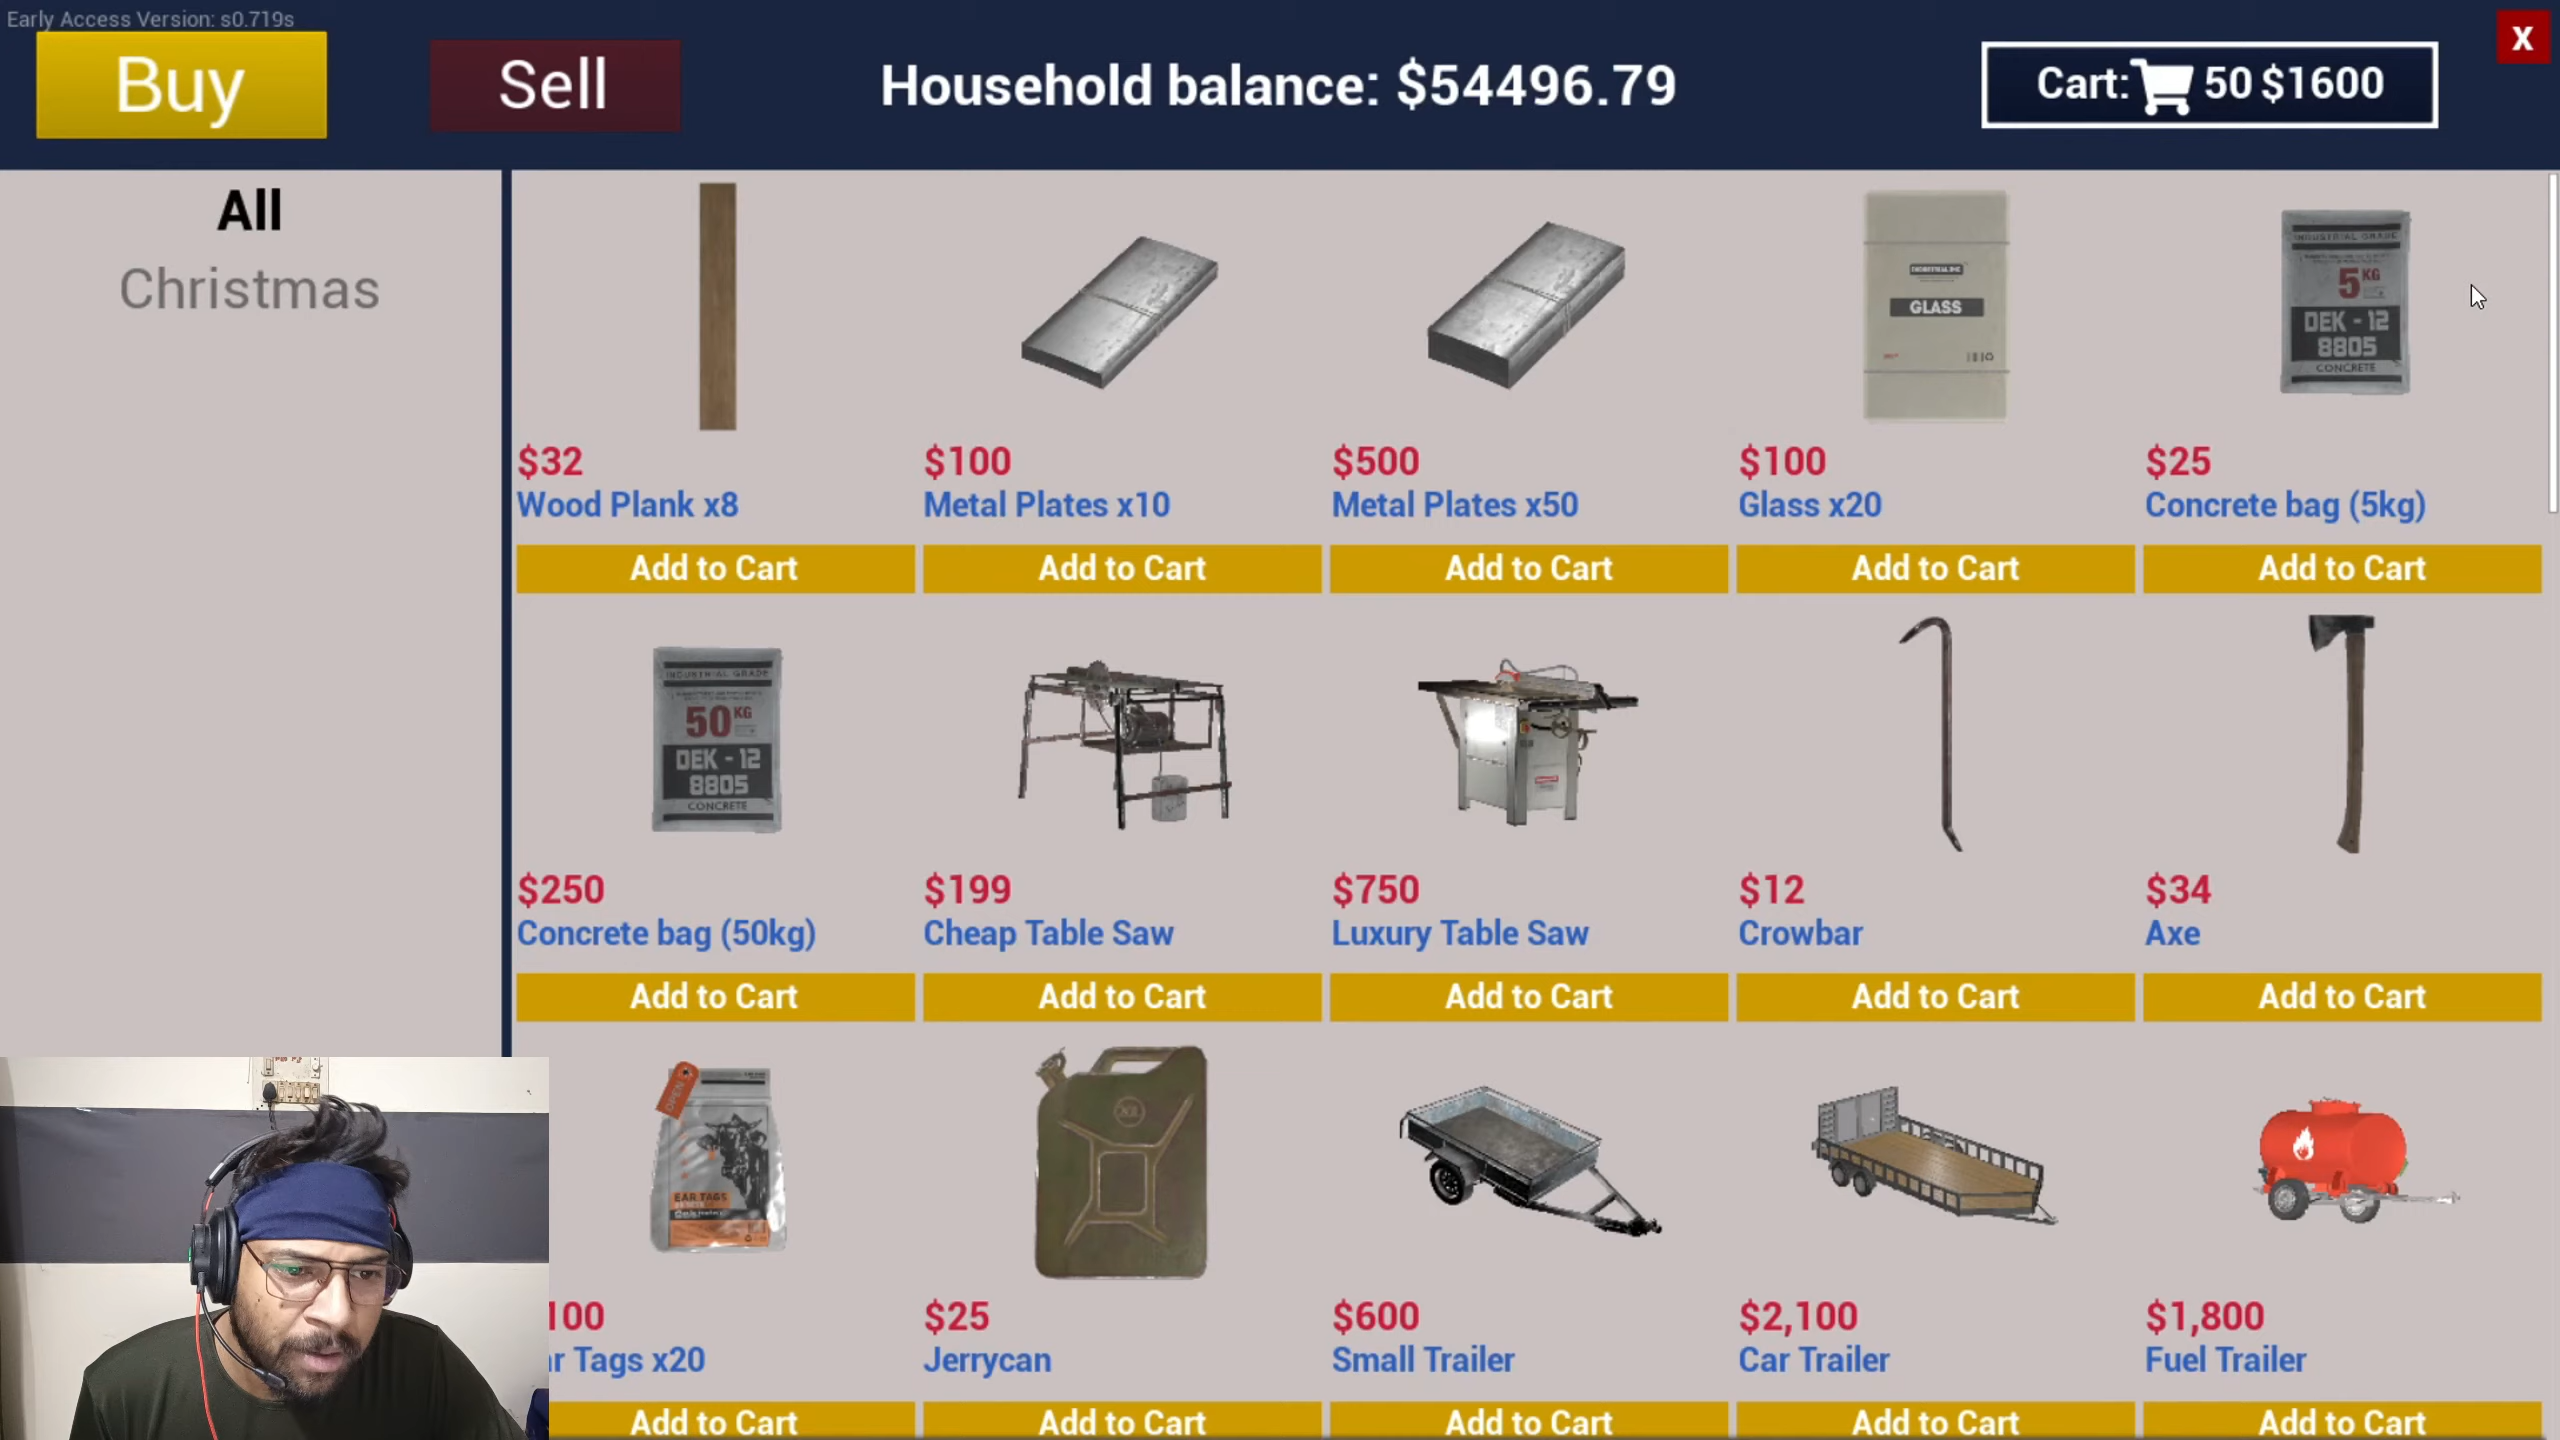 Early Access Version: s0.719s
Buy
Sell
Household balance: $54496.79
Cart: 50 $1600
X
All
Christmas
GLASS
INDUSTRIAL GRADE
5 KG
DEK - 12
8805
CONCRETE
$32
Wood Plank x8
Add to Cart
$100
Metal Plates x10
Add to Cart
$500
Metal Plates x50
Add to Cart
$100
Glass x20
Add to Cart
$25
Concrete bag (5kg)
Add to Cart
INDUSTRIAL GRADE
50 KG
DEK - 12
8805
CONCRETE
$250
Concrete bag (50kg)
Add to Cart
$199
Cheap Table Saw
Add to Cart
$750
Luxury Table Saw
Add to Cart
$12
Crowbar
Add to Cart
$34
Axe
Add to Cart
OPEN
EAR TAGS
100
r Tags x20
Add to Cart
$25
Jerrycan
Add to Cart
$600
Small Trailer
Add to Cart
$2,100
Car Trailer
Add to Cart
$1,800
Fuel Trailer
Add to Cart